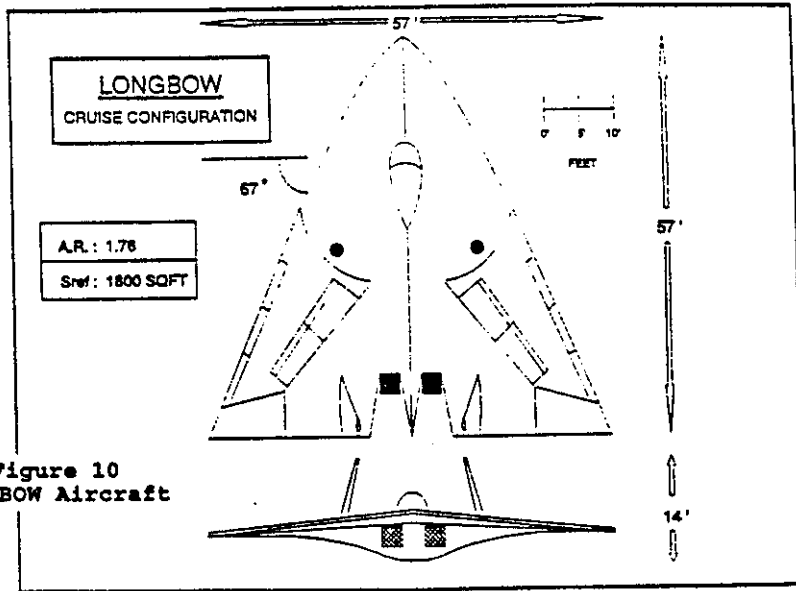 57'
LONGBOW
CRUISE CONFIGURATION
0' 5' 10'
FEET
67°
57'
A.R. : 1.76
Sref : 1800 SQFT
Figure 10
BOW Aircraft
14'